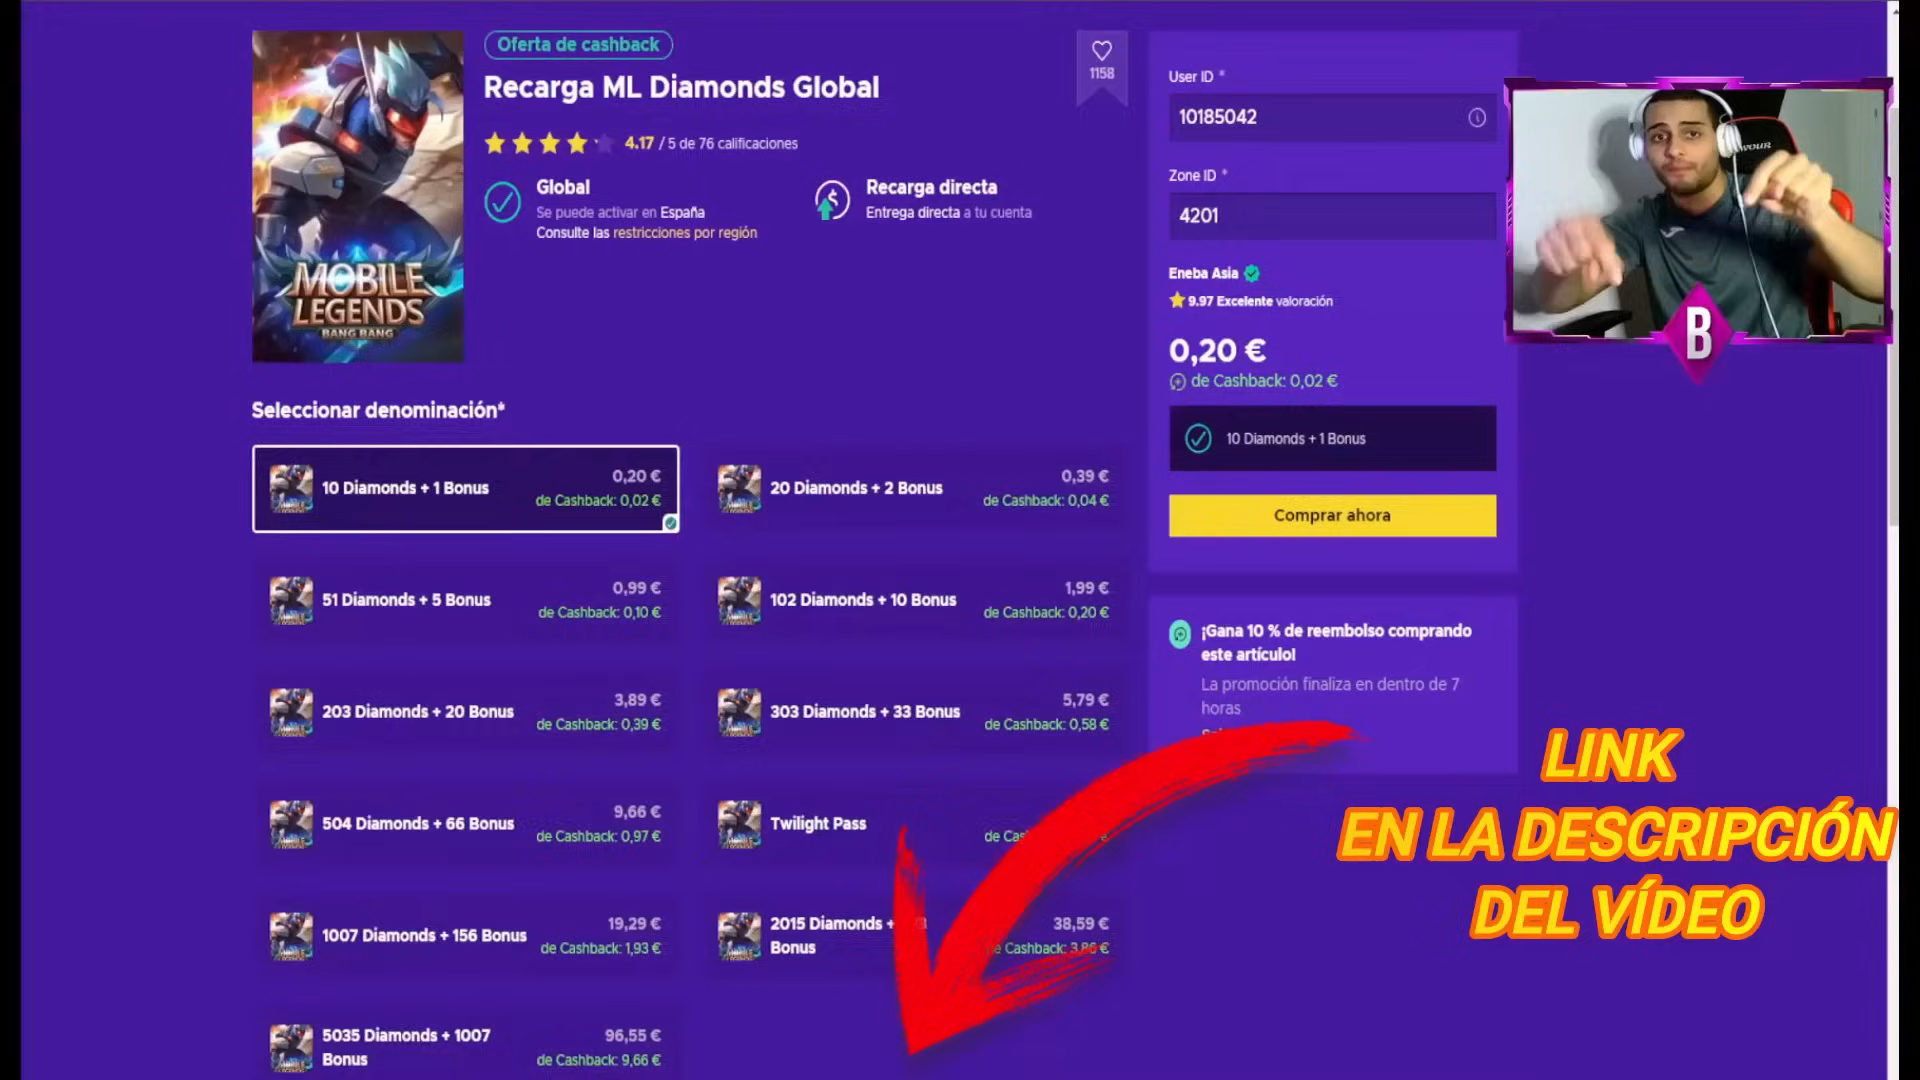 Oferta de cashback
Recarga ML Diamonds Global
1158
4.17 / 5 de 76 calificaciones
Global
Se puede activar en España
Consulte las restricciones por región
Recarga directa
Entrega directa a tu cuenta
MOBILE
LEGENDS
BANG BANG
Seleccionar denominación*
10 Diamonds + 1 Bonus
0,20 €
de Cashback: 0,02 €
20 Diamonds + 2 Bonus
0,39 €
de Cashback: 0,04 €
51 Diamonds + 5 Bonus
0,99 €
de Cashback: 0,10 €
102 Diamonds + 10 Bonus
1,99 €
de Cashback: 0,20 €
203 Diamonds + 20 Bonus
3,89 €
de Cashback: 0,39 €
303 Diamonds + 33 Bonus
5,79 €
de Cashback: 0,58 €
504 Diamonds + 66 Bonus
9,66 €
de Cashback: 0,97 €
Twilight Pass
de
1007 Diamonds + 156 Bonus
19,29 €
de Cashback: 1,93 €
2015 Diamonds +
Bonus
38,59 €
de Cashback: 3,86 €
5035 Diamonds + 1007
Bonus
96,55 €
de Cashback: 9,66 €
User ID *
10185042
Zone ID *
4201
Eneba Asia
9.97 Excelente valoración
0,20 €
de Cashback: 0,02 €
10 Diamonds + 1 Bonus
Comprar ahora
¡Gana 10 % de reembolso comprando
este artículo!
La promoción finaliza en dentro de 7
horas
B
LINK
EN LA DESCRIPCIÓN
DEL VÍDEO